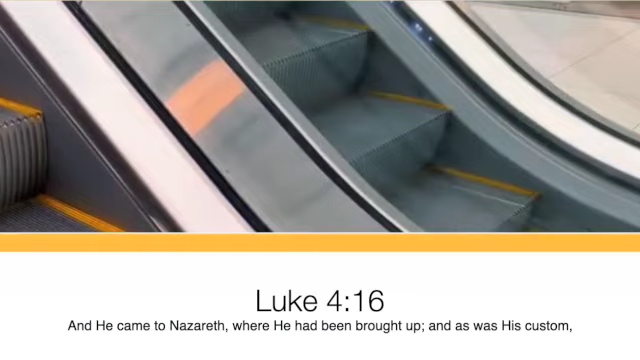 Luke 4:16
And He came to Nazareth, where He had been brought up; and as was His custom,